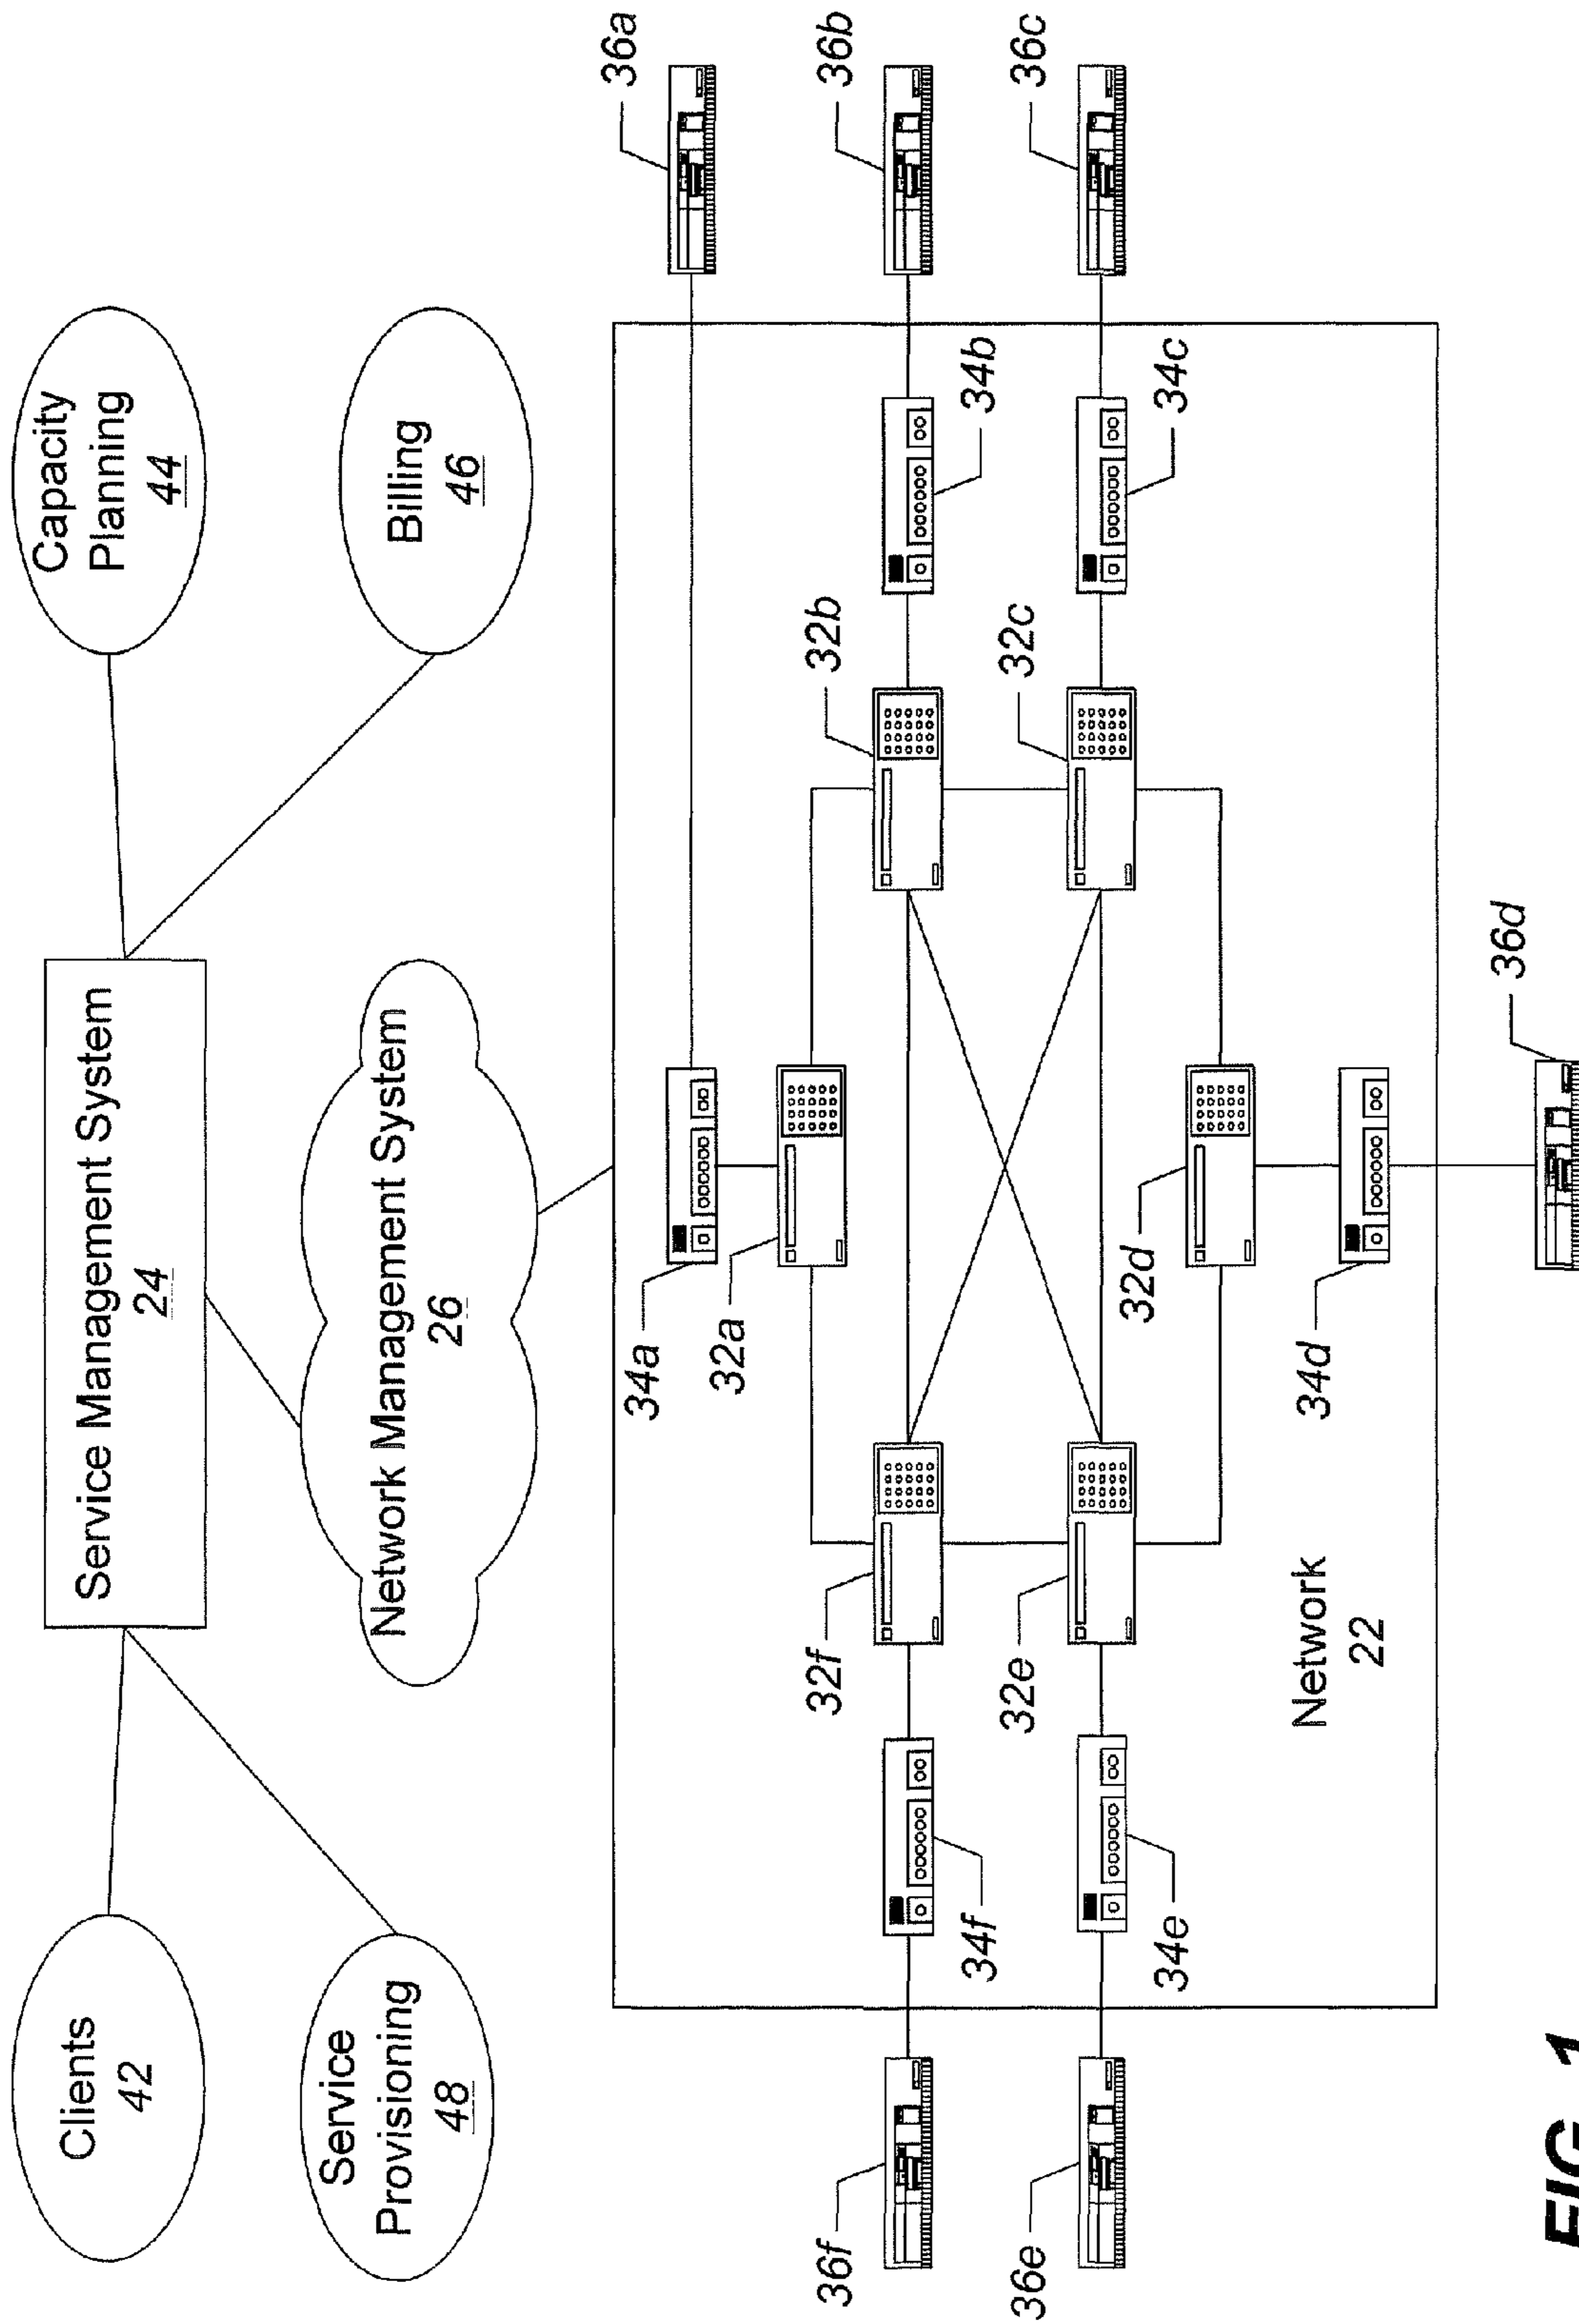 Clients
42
Service Management System
24
Capacity
Planning
44
Service
Provisioning
48
Network Management System
26
Billing
46
36a
34a
32a
36f
32f
32b
36b
34f
34b
36e
32e
32c
36c
34e
32d
34c
34d
Network
22
36d
FIG. 1